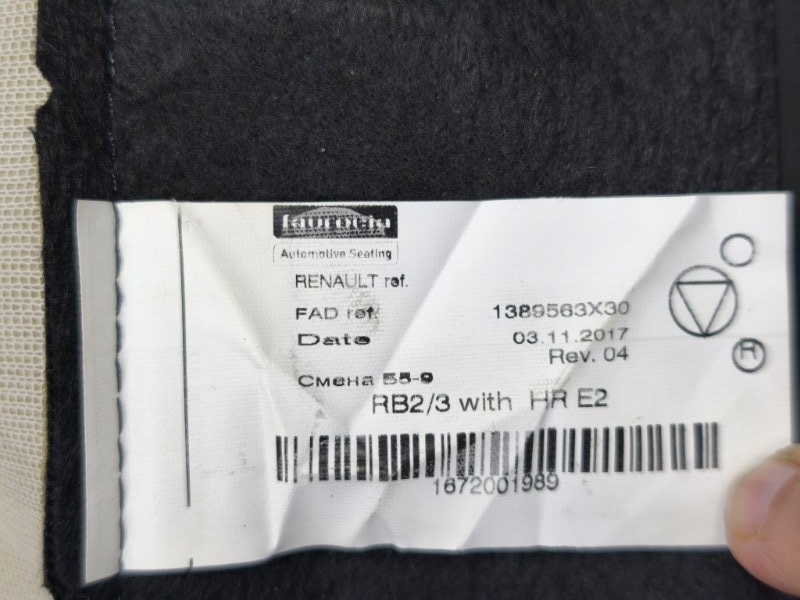 faurecia
Automotive Seating
RENAULT ref.
FAD ref. 1389563X30
Date 03.11.2017
Rev. 04
Смена Б5-9
RB2/3 with HR E2
1672001989
R